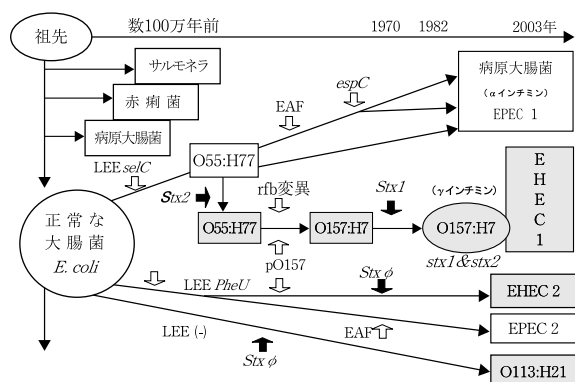 数100万年前
1970
1982
2003年
祖先
サルモネラ
赤痢菌
病原大腸菌
LEE selC
EAF
espC
病原大腸菌
(αインチミン)
EPEC 1
O55:H77
Stx2
rfb変異
Stx1
(γインチミン)
E
H
E
C
1
正常な
大腸菌
E. coli
O55:H77
O157:H7
O157:H7
stx1&stx2
pO157
LEE PheU
Stx φ
EHEC 2
LEE (-)
EAF
EPEC 2
Stx φ
O113:H21